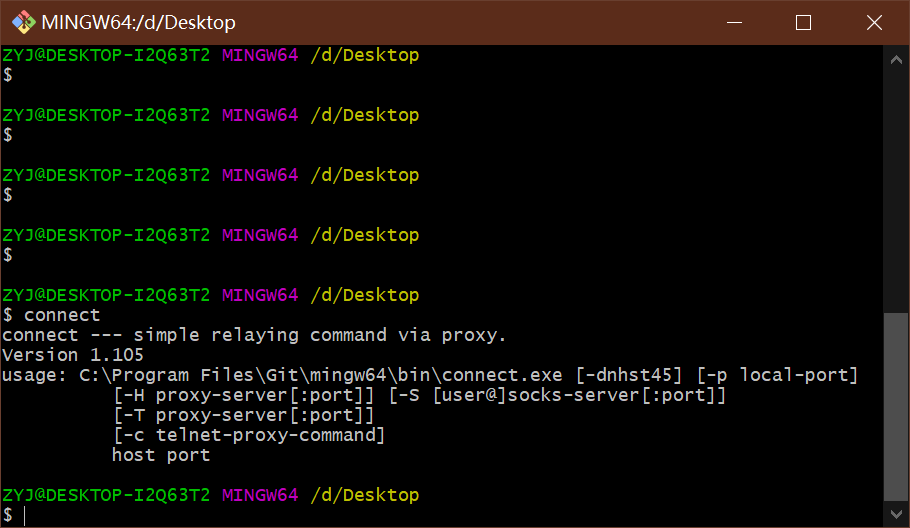 MINGW64:/d/Desktop
ZYJ@DESKTOP-I2Q63T2 MINGW64 /d/Desktop
$
ZYJ@DESKTOP-I2Q63T2 MINGW64 /d/Desktop
$
ZYJ@DESKTOP-I2Q63T2 MINGW64 /d/Desktop
$
ZYJ@DESKTOP-I2Q63T2 MINGW64 /d/Desktop
$
ZYJ@DESKTOP-I2Q63T2 MINGW64 /d/Desktop
$ connect
connect --- simple relaying command via proxy.
Version 1.105
usage: C:\Program Files\Git\mingw64\bin\connect.exe [-dnhst45] [-p local-port]
          [-H proxy-server[:port]] [-S [user@]socks-server[:port]]
          [-T proxy-server[:port]]
          [-c telnet-proxy-command]
          host port
ZYJ@DESKTOP-I2Q63T2 MINGW64 /d/Desktop
$